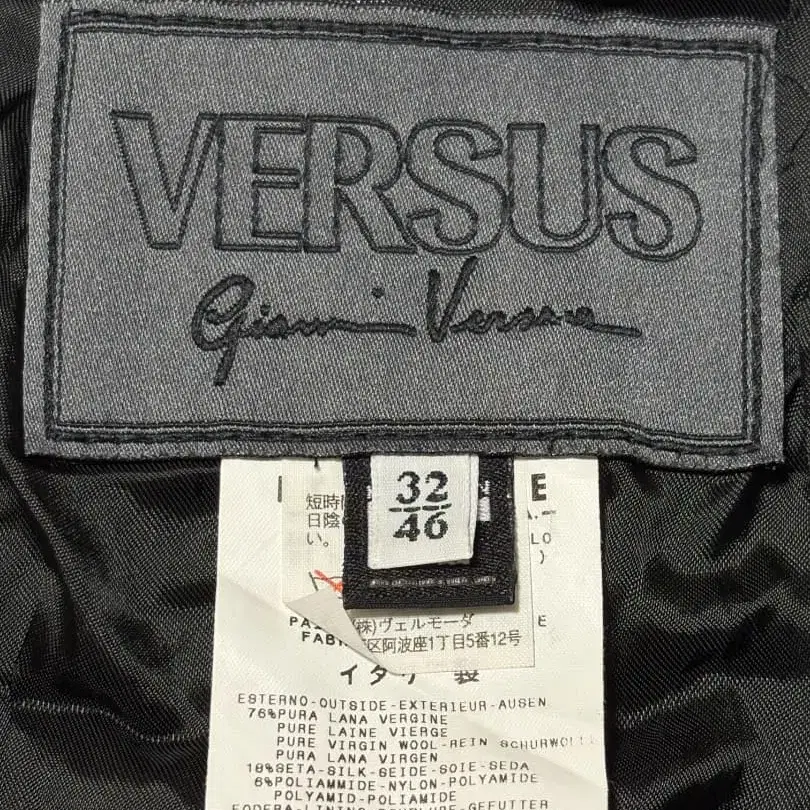 VERSUS
Gianni Versace
32
46
E
LO
)
短時
日陰
い。
(株)ヴェルモーダ
E
FAB
区阿波座1丁目5番12号
イタリ 製
ESTERNO-OUTSIDE-EXTERIEUR-AUSEN
76%PURA LANA VERGINE
PURE LAINE VIERGE
PURE VIRGIN WOOL-REIN SCHURWOLL
PURA LANA VIRGEN
18%SETA-SILK-SEIDE-SOIE-SEDA
6%POLIAMMIDE-NYLON-POLYAMIDE
POLYAMID-POLIAMIDE